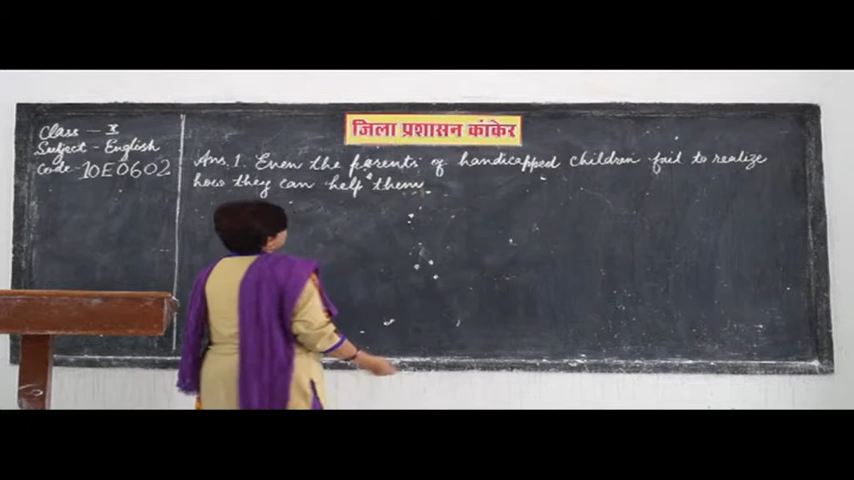 जिला प्रशासन कांकेर
Class - X
Subject - English
Code - 10E0602
Ans. 1. Even the parents of handicapped children fail to realize
how they can help them